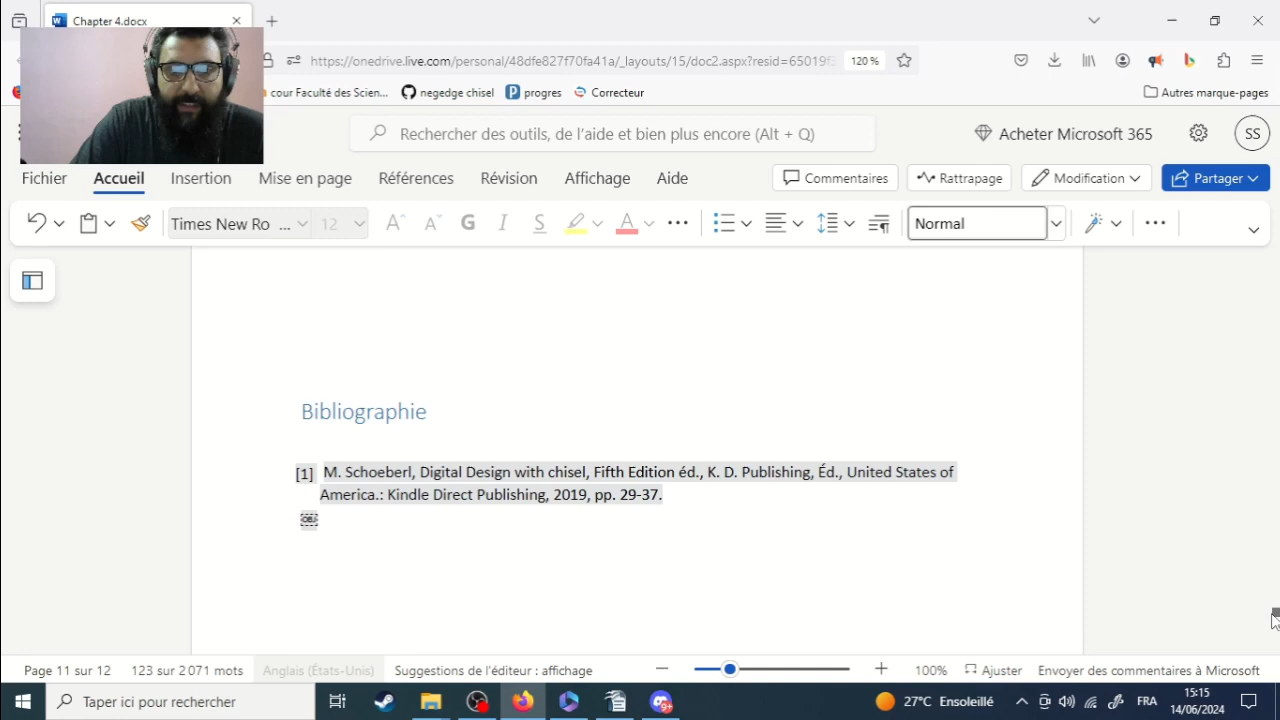 Chapter 4.docx
https://onedrive.live.com/personal/48dfe827f70fa41a/_layouts/15/doc2.aspx?resid=65019f
120 %
cour Faculté des Scien...
negedge chisel
progres
Correcteur
Autres marque-pages
Rechercher des outils, de l'aide et bien plus encore (Alt + Q)
Acheter Microsoft 365
SS
Fichier
Accueil
Insertion
Mise en page
Références
Révision
Affichage
Aide
Commentaires
Rattrapage
Modification
Partager
Times New Ro ...
12
G
I
S
Normal
Bibliographie
[1] M. Schoeberl, Digital Design with chisel, Fifth Edition éd., K. D. Publishing, Éd., United States of
America.: Kindle Direct Publishing, 2019, pp. 29-37.
OBJ
Page 11 sur 12
123 sur 2 071 mots
Anglais (États-Unis)
Suggestions de l'éditeur : affichage
100%
Ajuster
Envoyer des commentaires à Microsoft
Taper ici pour rechercher
27°C Ensoleillé
FRA
15:15
14/06/2024